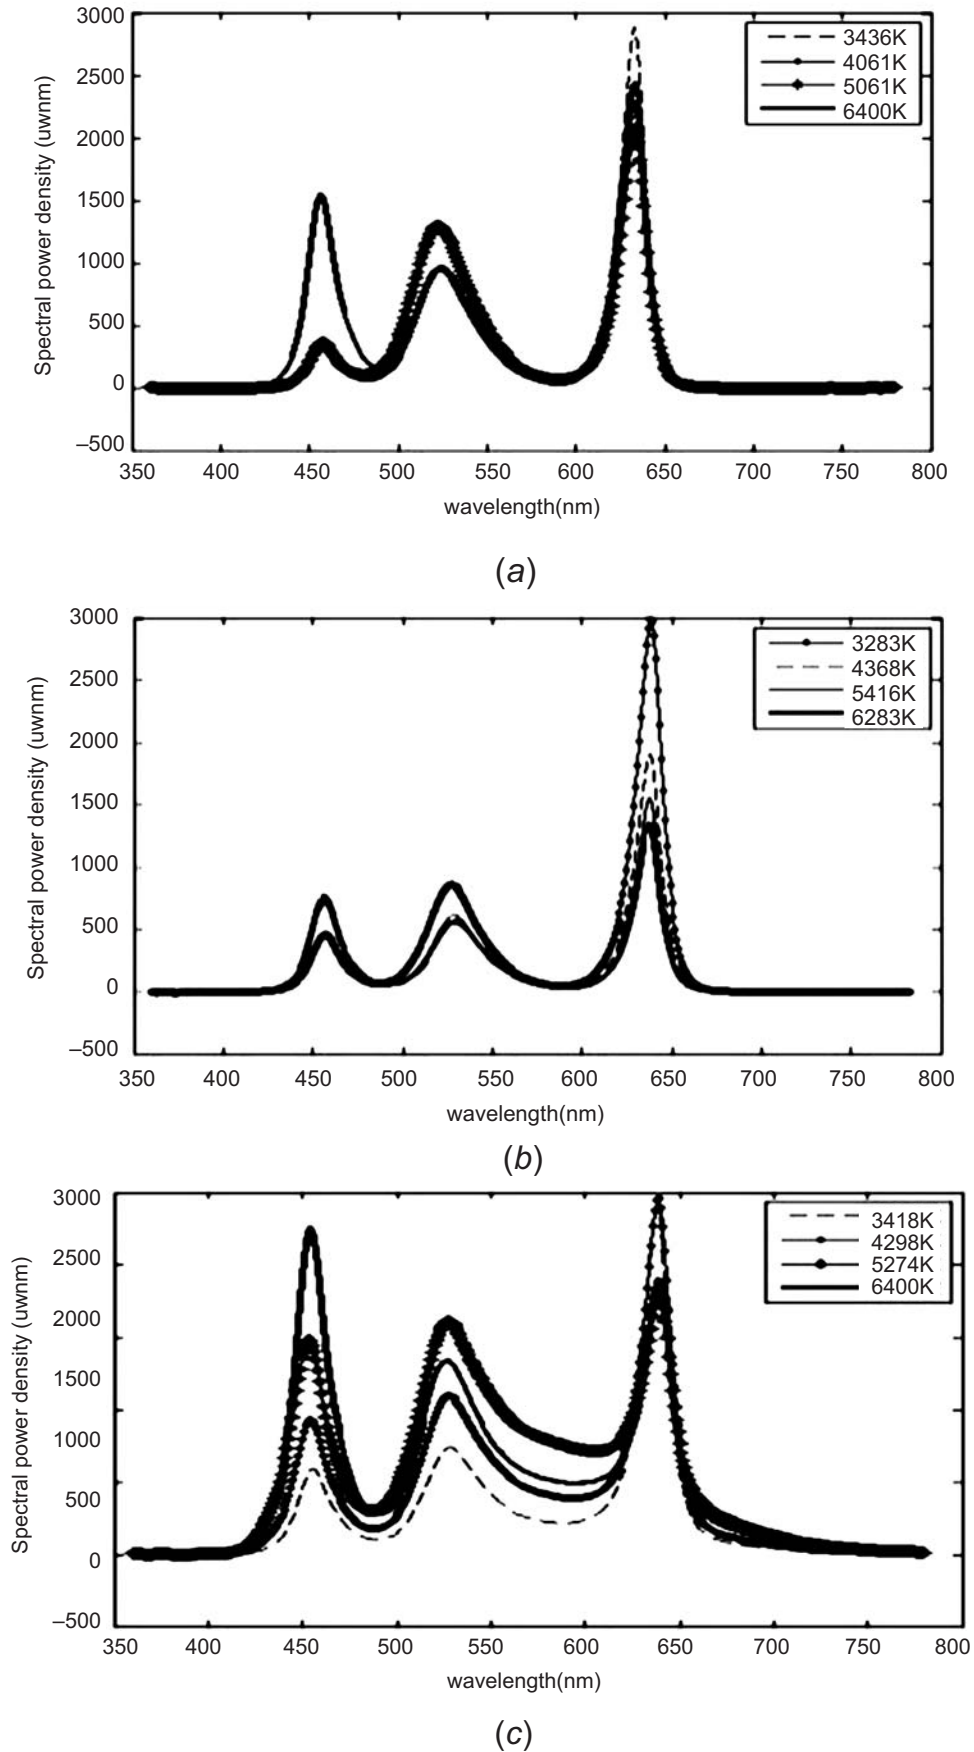 3000
2500
2000
1500
1000
500
0
–500
Spectral power density (uwnm)
3436K
4061K
5061K
6400K
350 400 450 500 550 600 650 700 750 800
wavelength(nm)
(a)
3000
2500
2000
1500
1000
500
0
–500
Spectral power density (uwnm)
3283K
4368K
5416K
6283K
350 400 450 500 550 600 650 700 750 800
wavelength(nm)
(b)
3000
2500
2000
1500
1000
500
0
–500
Spectral power density (uwnm)
3418K
4298K
5274K
6400K
350 400 450 500 550 600 650 700 750 800
wavelength(nm)
(c)